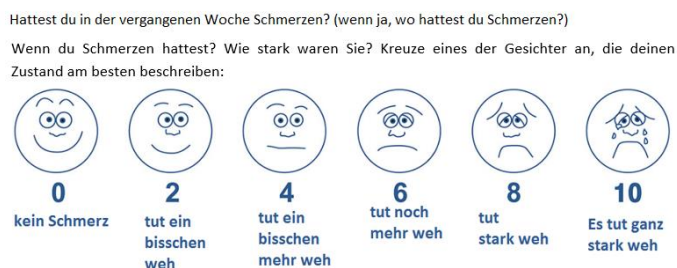 Hattest du in der vergangenen Woche Schmerzen? (wenn ja, wo hattest du Schmerzen?)
Wenn du Schmerzen hattest? Wie stark waren Sie? Kreuze eines der Gesichter an, die deinen
Zustand am besten beschreiben:
0
kein Schmerz
2
tut ein
bisschen
weh
4
tut ein
bisschen
mehr weh
6
tut noch
mehr weh
8
tut
stark weh
10
Es tut ganz
stark weh